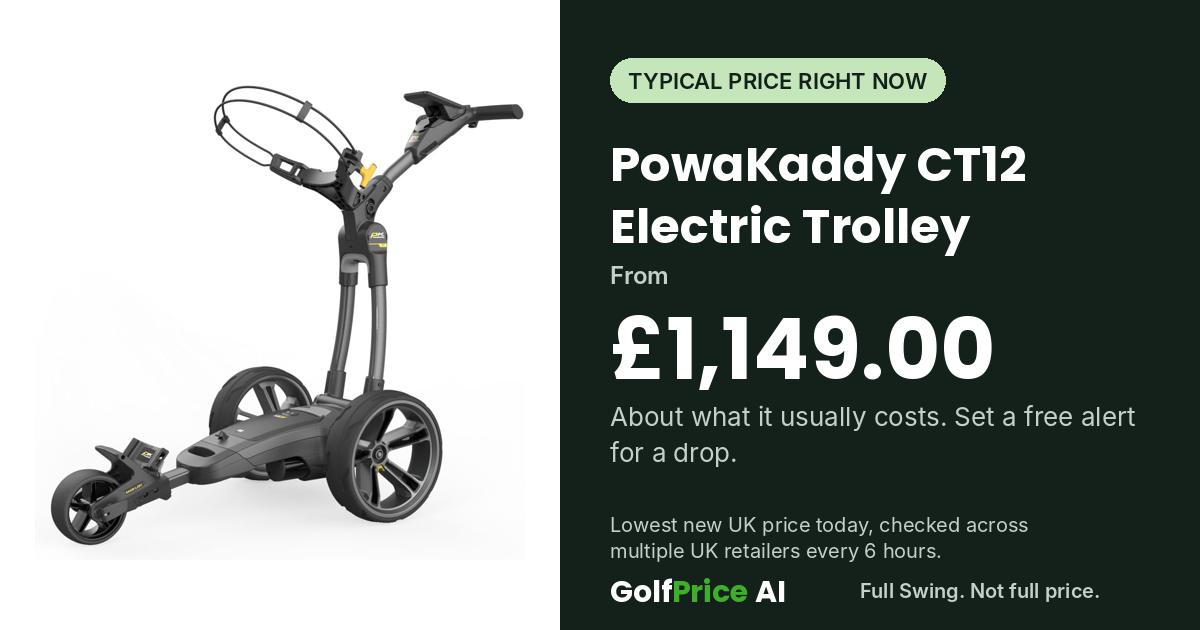 TYPICAL PRICE RIGHT NOW
PowaKaddy CT12
Electric Trolley
From
£1,149.00
About what it usually costs. Set a free alert
for a drop.
Lowest new UK price today, checked across
multiple UK retailers every 6 hours.
GolfPrice AI
Full Swing. Not full price.